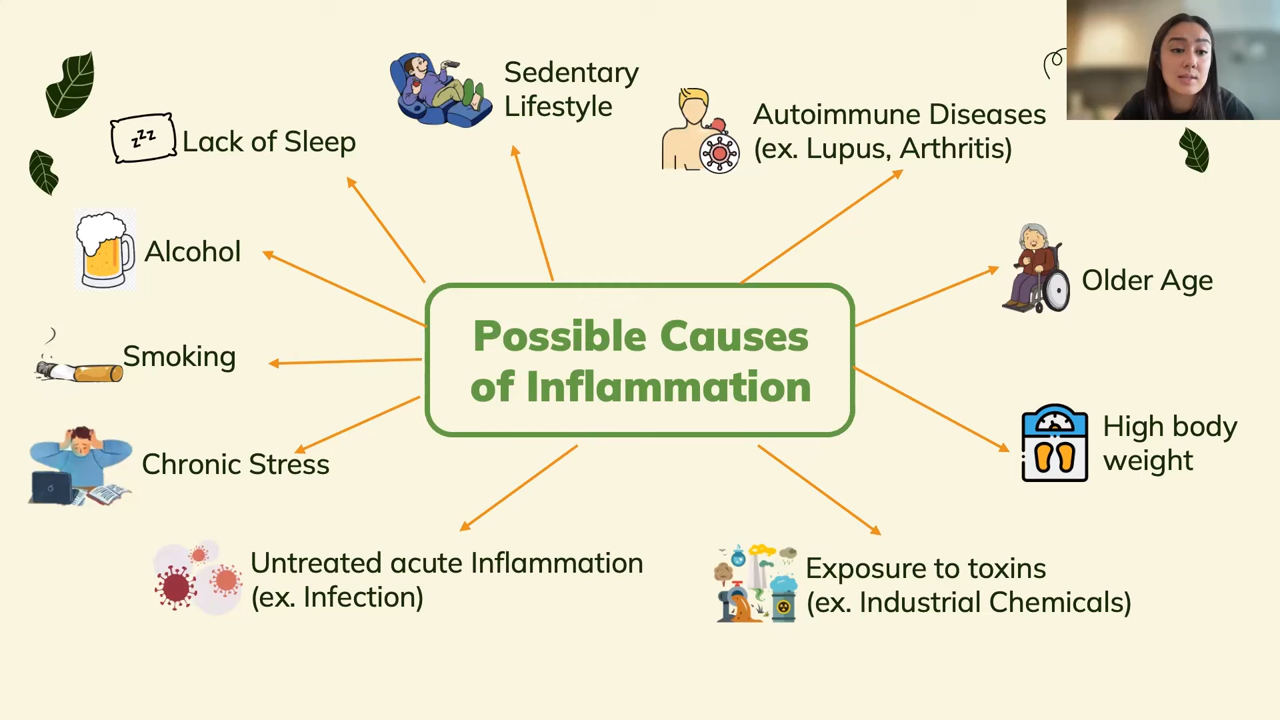 Sedentary
Lifestyle
Autoimmune Diseases
(ex. Lupus, Arthritis)
zzz
Lack of Sleep
Alcohol
Older Age
Possible Causes
of Inflammation
Smoking
High body
weight
Chronic Stress
Untreated acute Inflammation
(ex. Infection)
Exposure to toxins
(ex. Industrial Chemicals)